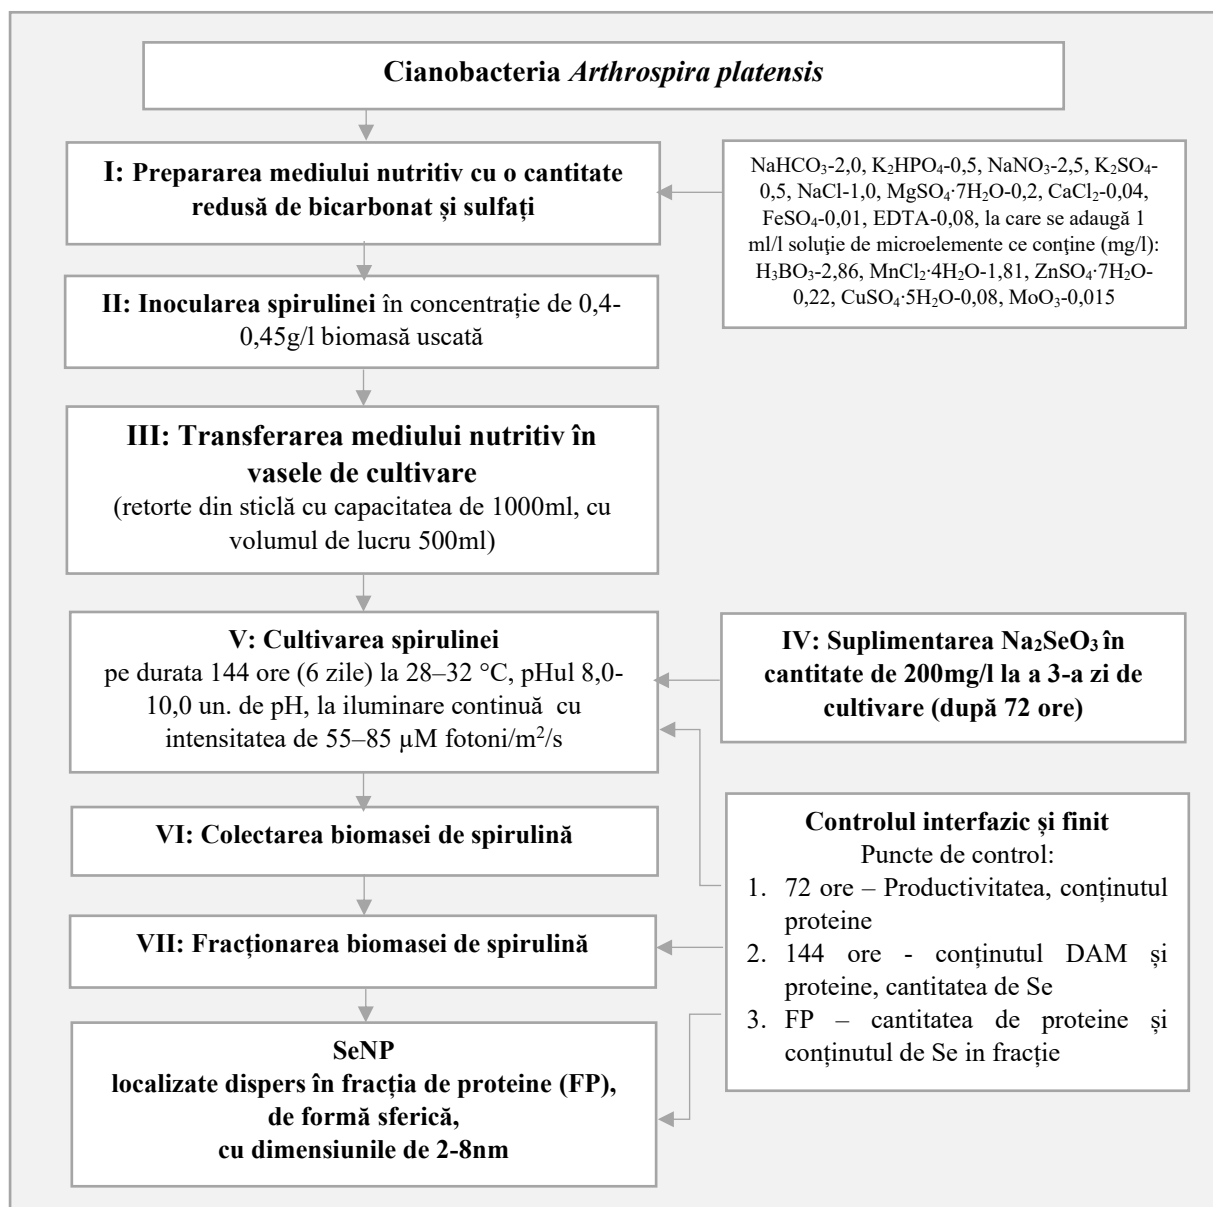 Cianobacteria Arthrospira platensis
I: Prepararea mediului nutritiv cu o cantitate
redusă de bicarbonat și sulfați
NaHCO₃-2,0, K₂HPO₄-0,5, NaNO₃-2,5, K₂SO₄-
0,5, NaCl-1,0, MgSO₄·7H₂O-0,2, CaCl₂-0,04,
FeSO₄-0,01, EDTA-0,08, la care se adaugă 1
ml/l soluţie de microelemente ce conţine (mg/l):
H₃BO₃-2,86, MnCl₂·4H₂O-1,81, ZnSO₄·7H₂O-
0,22, CuSO₄·5H₂O-0,08, MoO₃-0,015
II: Inocularea spirulinei în concentrație de 0,4-
0,45g/l biomasă uscată
III: Transferarea mediului nutritiv în
vasele de cultivare
(retorte din sticlă cu capacitatea de 1000ml, cu
volumul de lucru 500ml)
V: Cultivarea spirulinei
pe durata 144 ore (6 zile) la 28–32 °C, pHul 8,0-
10,0 un. de pH, la iluminare continuă cu
intensitatea de 55–85 µM fotoni/m²/s
IV: Suplimentarea Na₂SeO₃ în
cantitate de 200mg/l la a 3-a zi de
cultivare (după 72 ore)
VI: Colectarea biomasei de spirulină
VII: Fracționarea biomasei de spirulină
Controlul interfazic și finit
Puncte de control:
1. 72 ore – Productivitatea, conținutul
proteine
2. 144 ore - conținutul DAM și
proteine, cantitatea de Se
3. FP – cantitatea de proteine și
conținutul de Se in fracție
SeNP
localizate dispers în fracția de proteine (FP),
de formă sferică,
cu dimensiunile de 2-8nm